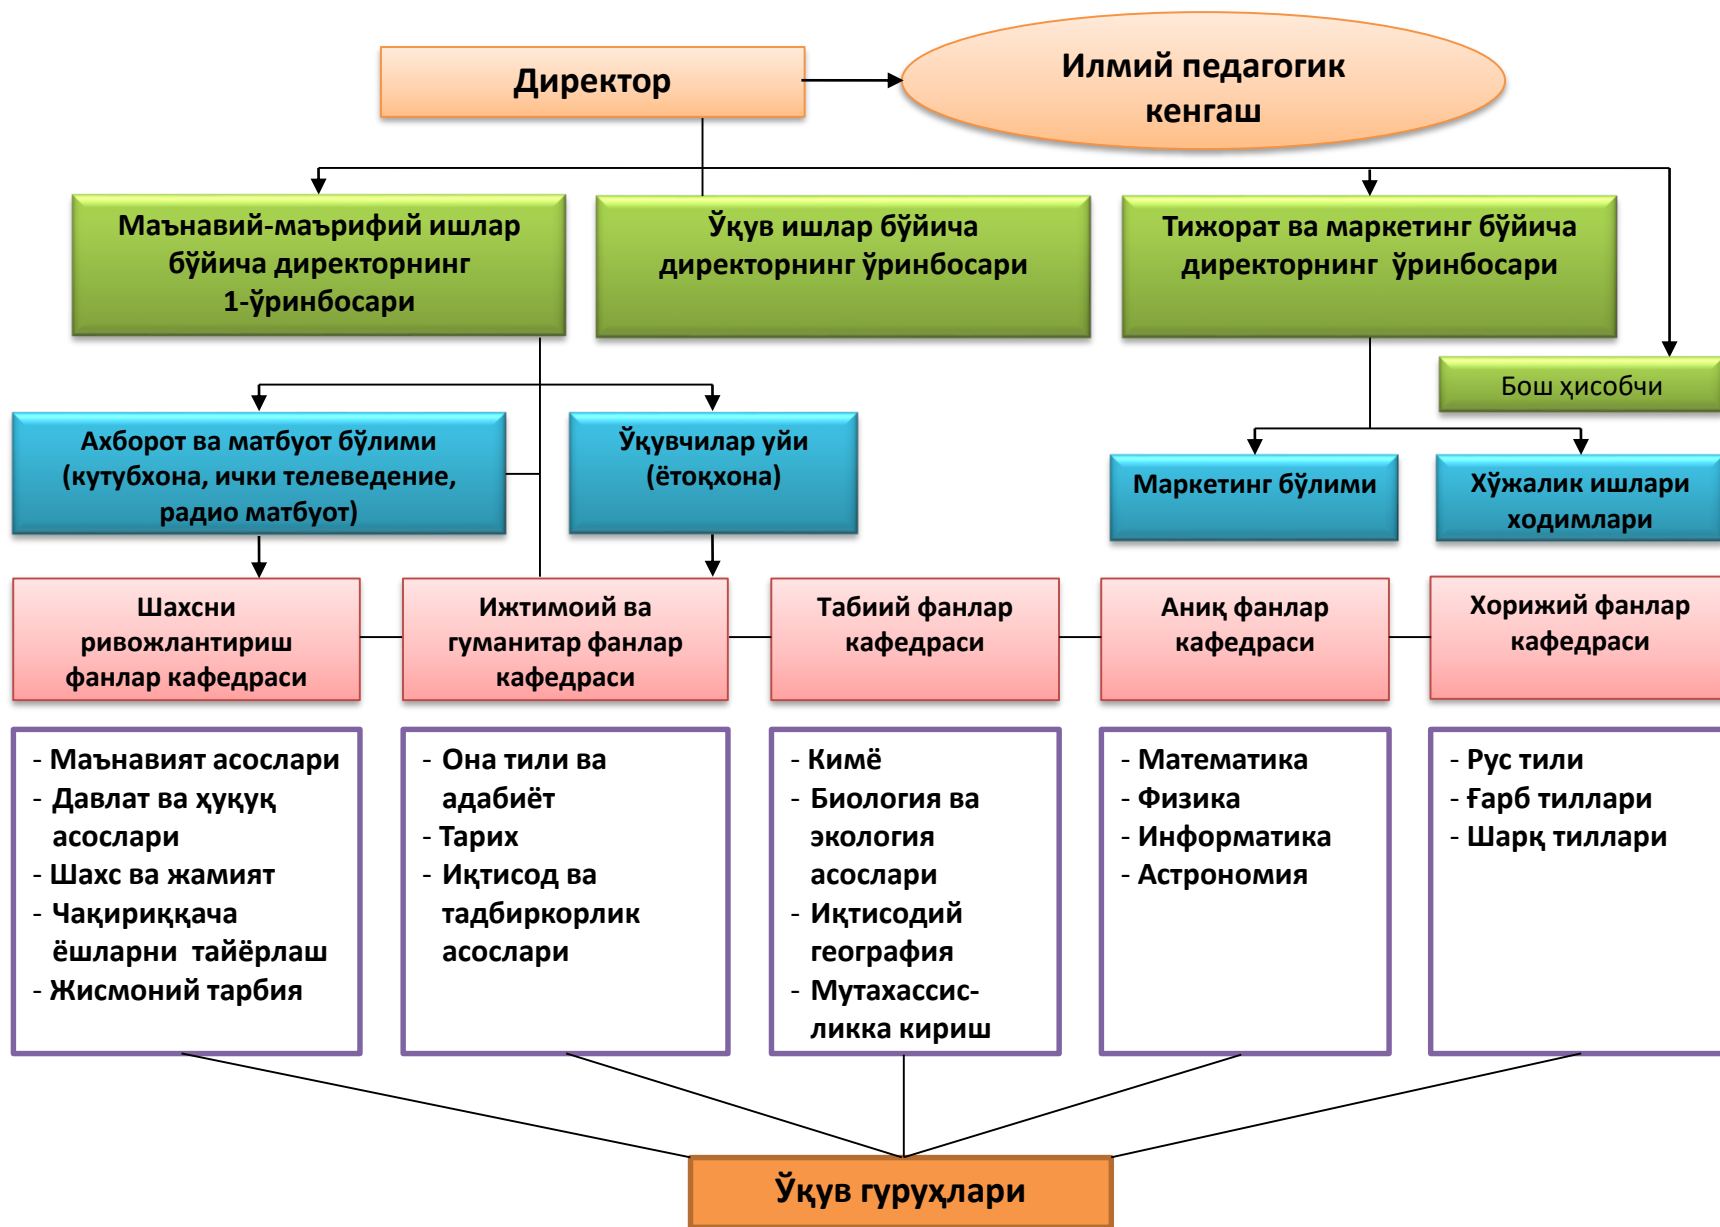 Директор
Илмий педагогик
кенгаш
Маънавий-маърифий ишлар
бўйича директорнинг
1-ўринбосари
Ўқув ишлар бўйича
директорнинг ўринбосари
Тижорат ва маркетинг бўйича
директорнинг ўринбосари
Бош ҳисобчи
Ахборот ва матбуот бўлими
(кутубхона, ички телеведение,
радио матбуот)
Ўқувчилар уйи
(ётоқхона)
Маркетинг бўлими
Хўжалик ишлари
ходимлари
Шахсни
ривожлантириш
фанлар кафедраси
Ижтимоий ва
гуманитар фанлар
кафедраси
Табиий фанлар
кафедраси
Аниқ фанлар
кафедраси
Хорижий фанлар
кафедраси
- Маънавият асослари
- Давлат ва ҳуқуқ
асослари
- Шахс ва жамият
- Чақириққача
ёшларни тайёрлаш
- Жисмоний тарбия
- Она тили ва
адабиёт
- Тарих
- Иқтисод ва
тадбиркорлик
асослари
- Кимё
- Биология ва
экология
асослари
- Иқтисодий
география
- Мутахассис-
ликка кириш
- Математика
- Физика
- Информатика
- Астрономия
- Рус тили
- Ғарб тиллари
- Шарқ тиллари
Ўқув гуруҳлари